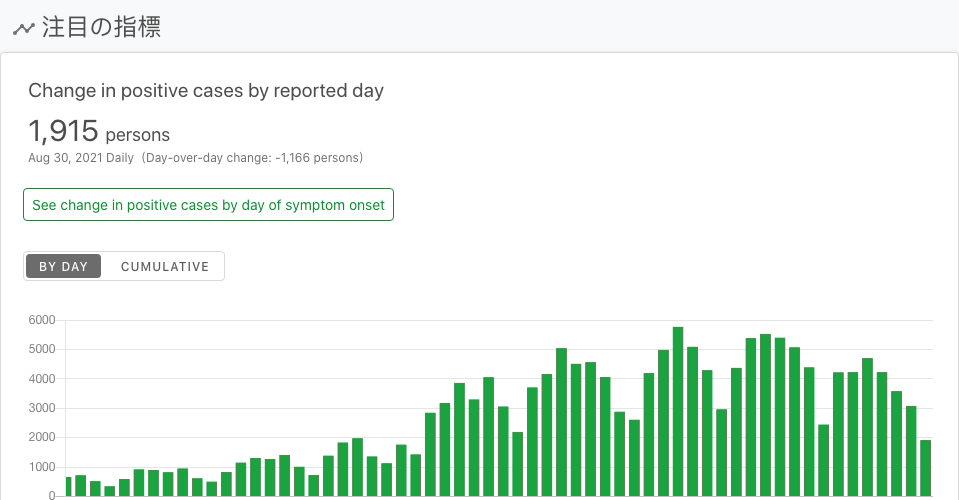 注目の指標
Change in positive cases by reported day
1,915 persons
Aug 30, 2021 Daily (Day-over-day change: -1,166 persons)
See change in positive cases by day of symptom onset
BY DAY CUMULATIVE
6000
5000
4000
3000
2000
1000
0